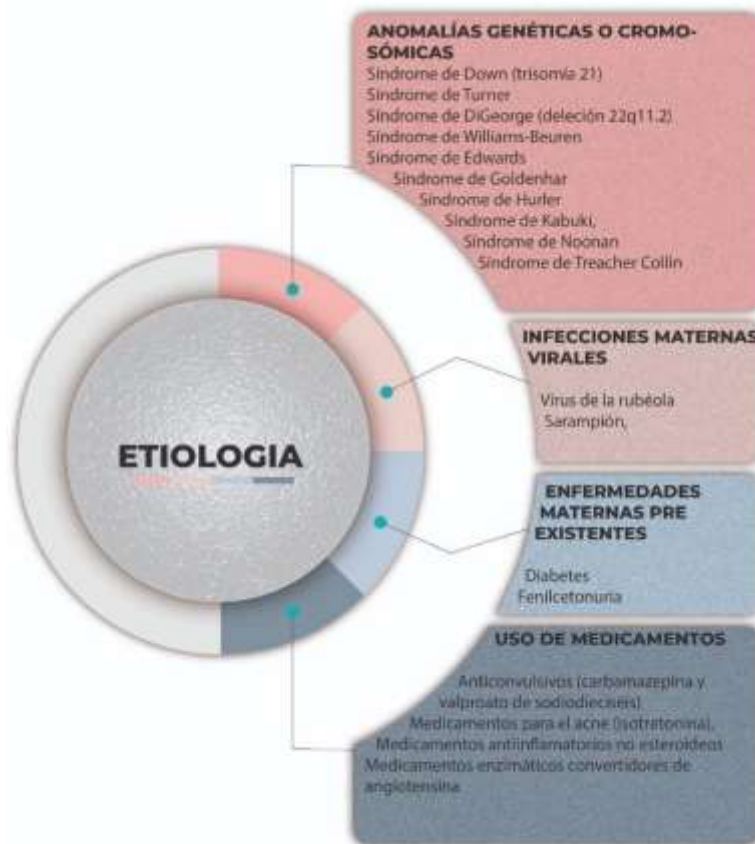 ANOMALÍAS GENÉTICAS O CROMO-
SÓMICAS
Síndrome de Down (trisomía 21)
Síndrome de Turner
Síndrome de DiGeorge (deleción 22q11.2)
Síndrome de Williams-Beuren
Síndrome de Edwards
Síndrome de Goldenhar
Síndrome de Hurler
Síndrome de Kabuki,
Síndrome de Noonan
Síndrome de Treacher Collin
INFECCIONES MATERNAS
VIRALES
Virus de la rubéola
Sarampión,
ETIOLOGIA
ENFERMEDADES
MATERNAS PRE
EXISTENTES
Diabetes
Fenilcetonuria
USO DE MEDICAMENTOS
Anticonvulsivos (carbamazepina y
valproato de sodiodieciséis)
Medicamentos para el acne (isotratonina),
Medicamentos antiinflamatorios no esteroideos
Medicamentos enzimáticos convertidores de
angiotensina